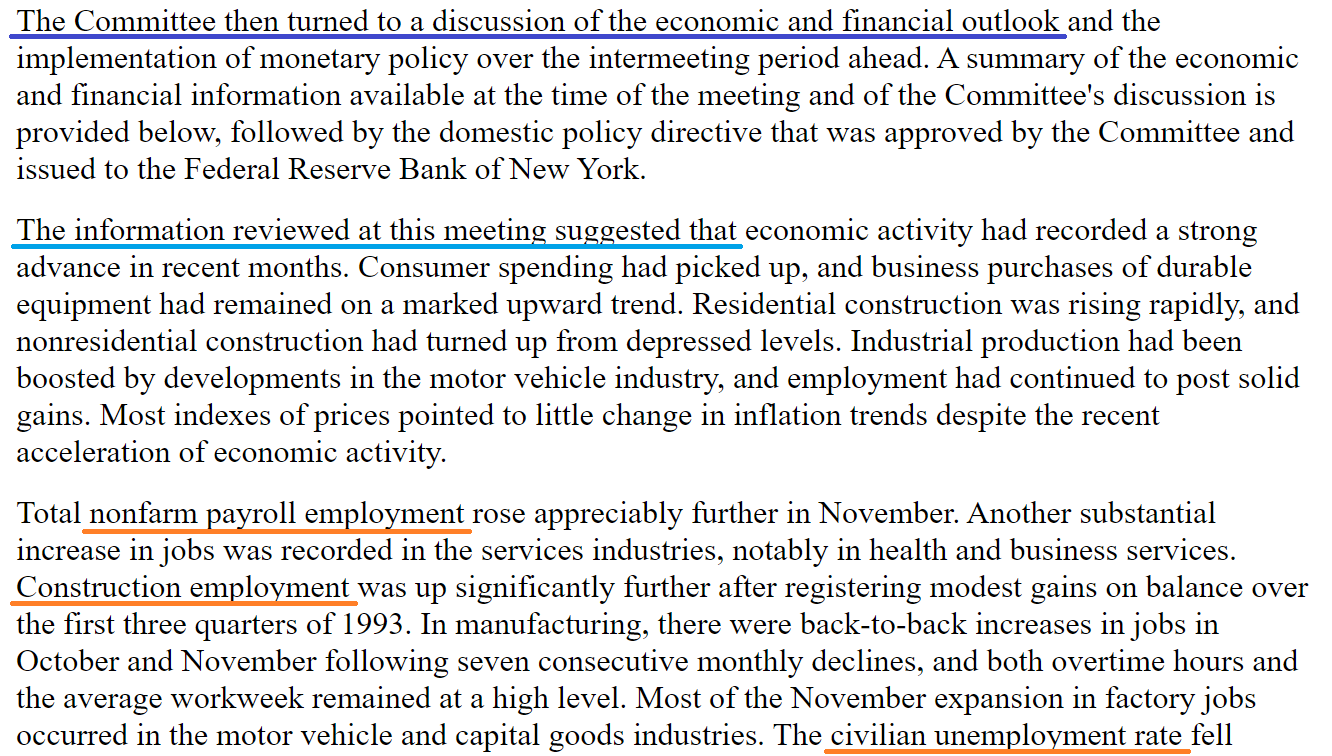 The Committee then turned to a discussion of the economic and financial outlook and the
implementation of monetary policy over the intermeeting period ahead. A summary of the economic
and financial information available at the time of the meeting and of the Committee's discussion is
provided below, followed by the domestic policy directive that was approved by the Committee and
issued to the Federal Reserve Bank of New York.
The information reviewed at this meeting suggested that economic activity had recorded a strong
advance in recent months. Consumer spending had picked up, and business purchases of durable
equipment had remained on a marked upward trend. Residential construction was rising rapidly, and
nonresidential construction had turned up from depressed levels. Industrial production had been
boosted by developments in the motor vehicle industry, and employment had continued to post solid
gains. Most indexes of prices pointed to little change in inflation trends despite the recent
acceleration of economic activity.
Total nonfarm payroll employment rose appreciably further in November. Another substantial
increase in jobs was recorded in the services industries, notably in health and business services.
Construction employment was up significantly further after registering modest gains on balance over
the first three quarters of 1993. In manufacturing, there were back-to-back increases in jobs in
October and November following seven consecutive monthly declines, and both overtime hours and
the average workweek remained at a high level. Most of the November expansion in factory jobs
occurred in the motor vehicle and capital goods industries. The civilian unemployment rate fell